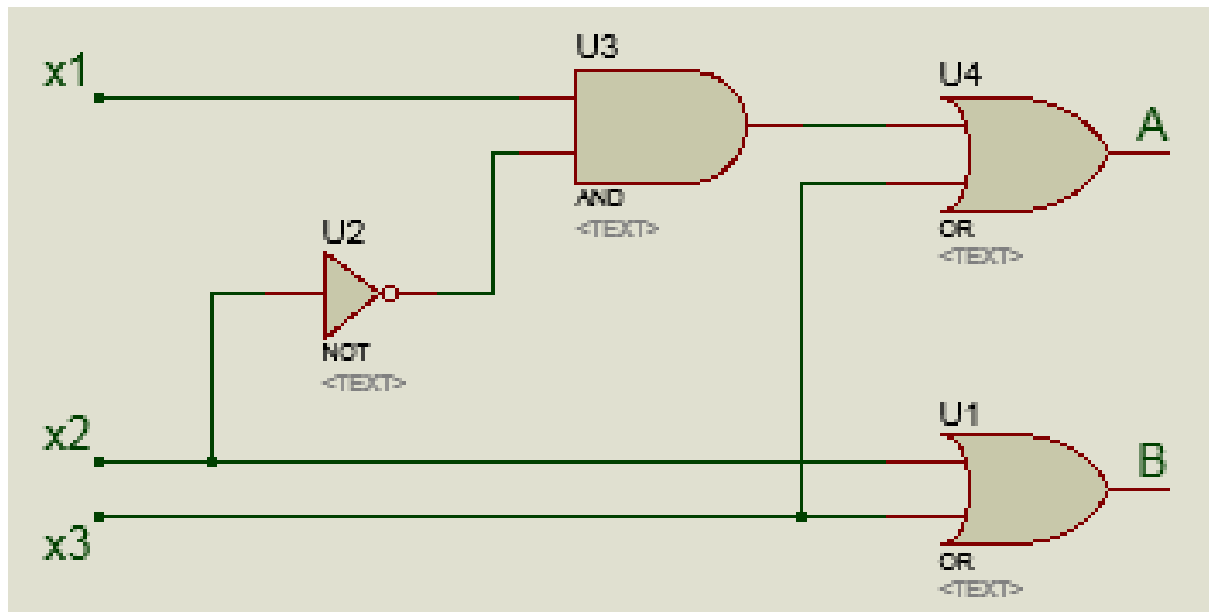 x1
U3
U4
A
AND
<TEXT>
OR
<TEXT>
U2
NOT
<TEXT>
x2
U1
B
x3
OR
<TEXT>